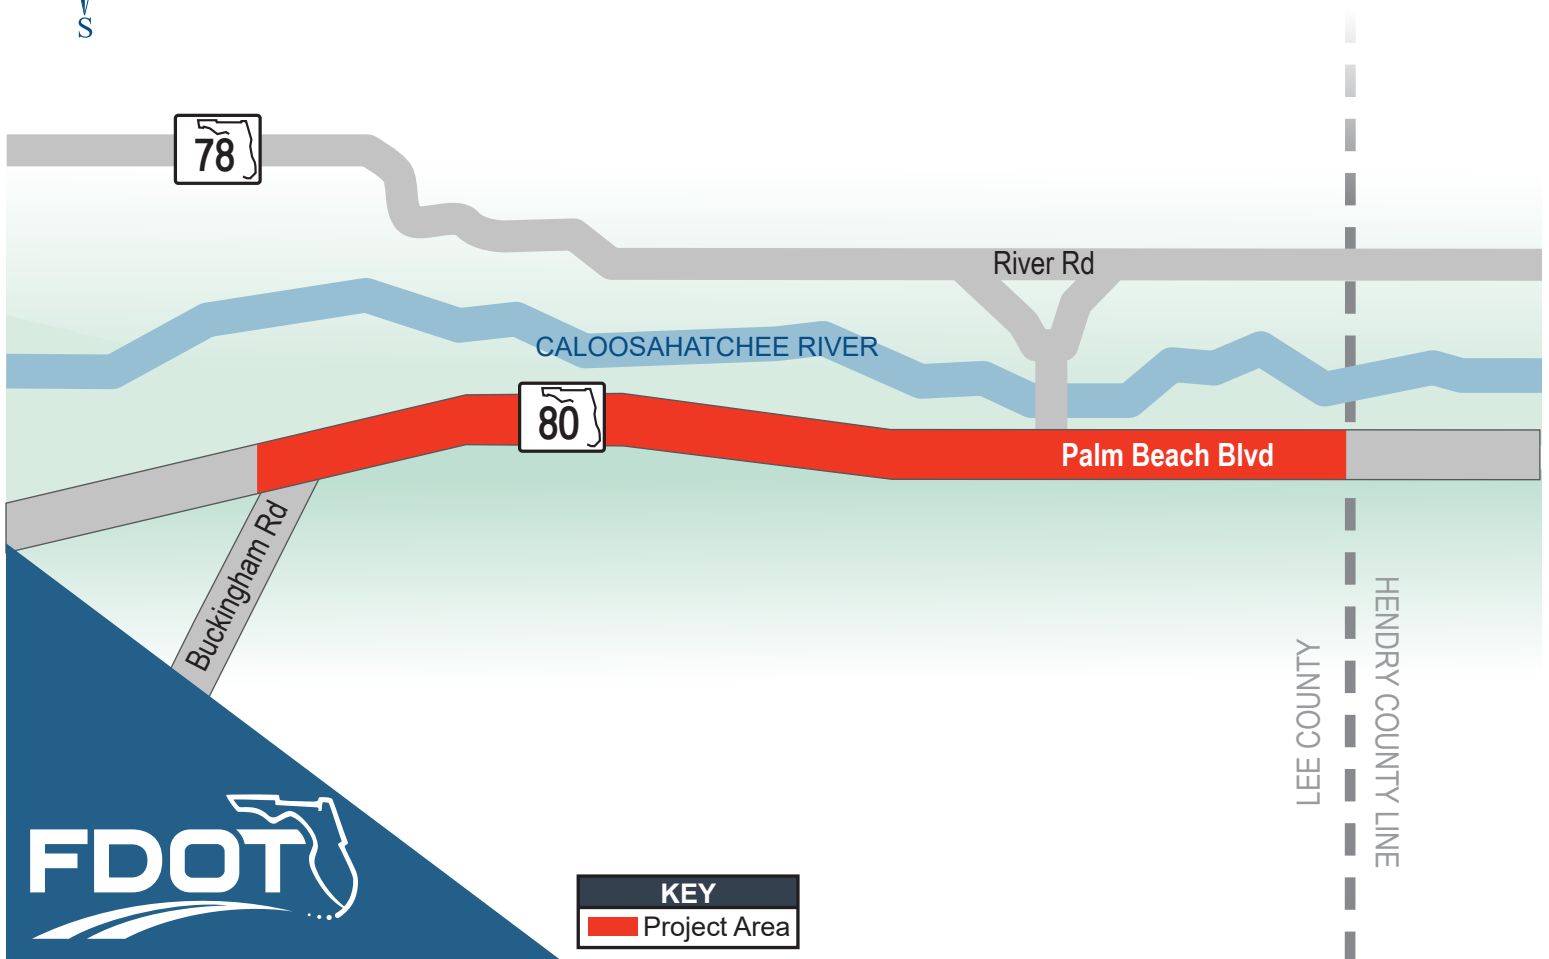 S
78
River Rd
CALOOSAHATCHEE RIVER
80
Palm Beach Blvd
Buckingham Rd
LEE COUNTY
HENDRY COUNTY LINE
FDOT
KEY
Project Area